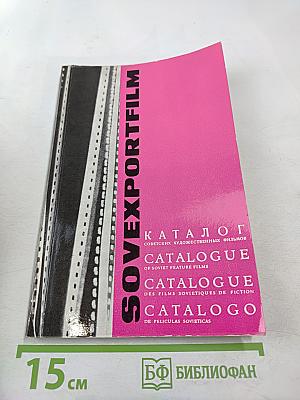 SOVEXPORTFILM
КАТАЛОГ
СОВЕТСКИХ ХУДОЖЕСТВЕННЫХ ФИЛЬМОВ
CATALOGUE
OF SOVIET FEATURE FILMS
CATALOGUE
DES FILMS SOVIETIQUES DE FICTION
CATALOGO
DE PELICULAS SOVIETICAS
15 см
БФ БИБЛИОФАН